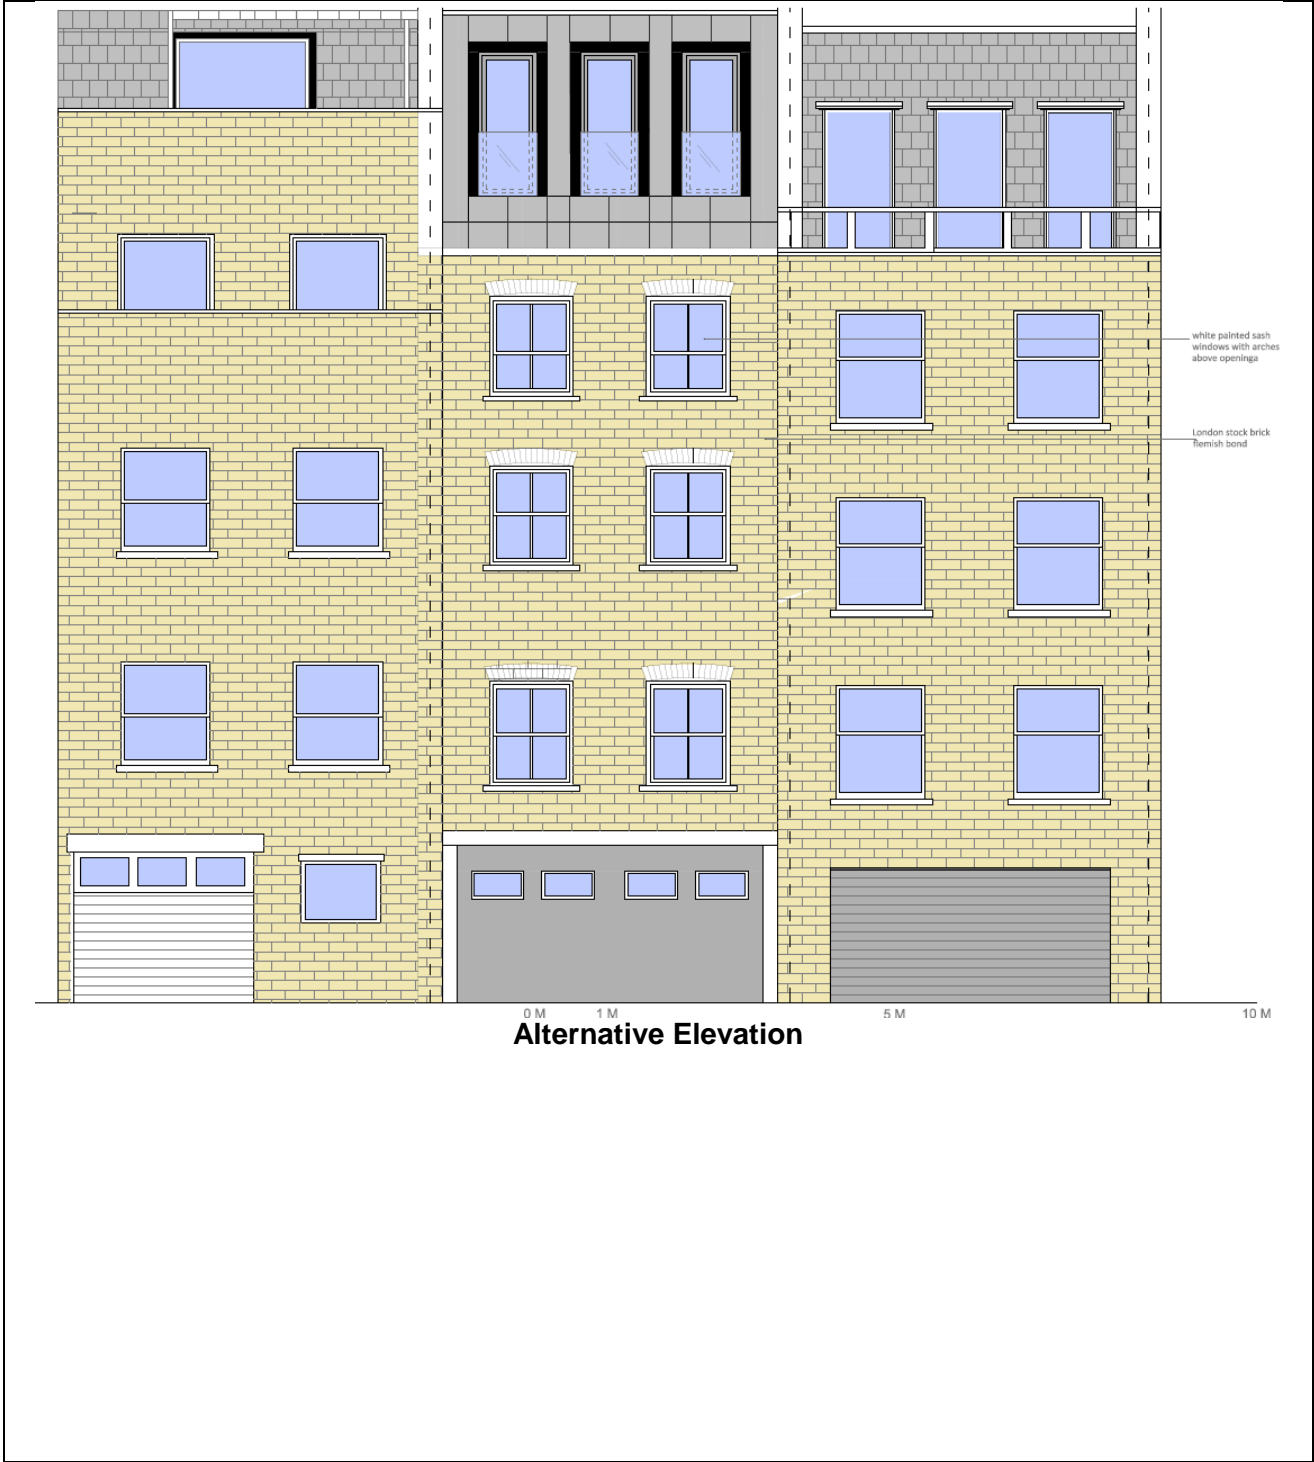 white painted sash
windows with arches
above openinga
London stock brick
flemish bond
0 M 1 M 5 M 10 M
Alternative Elevation